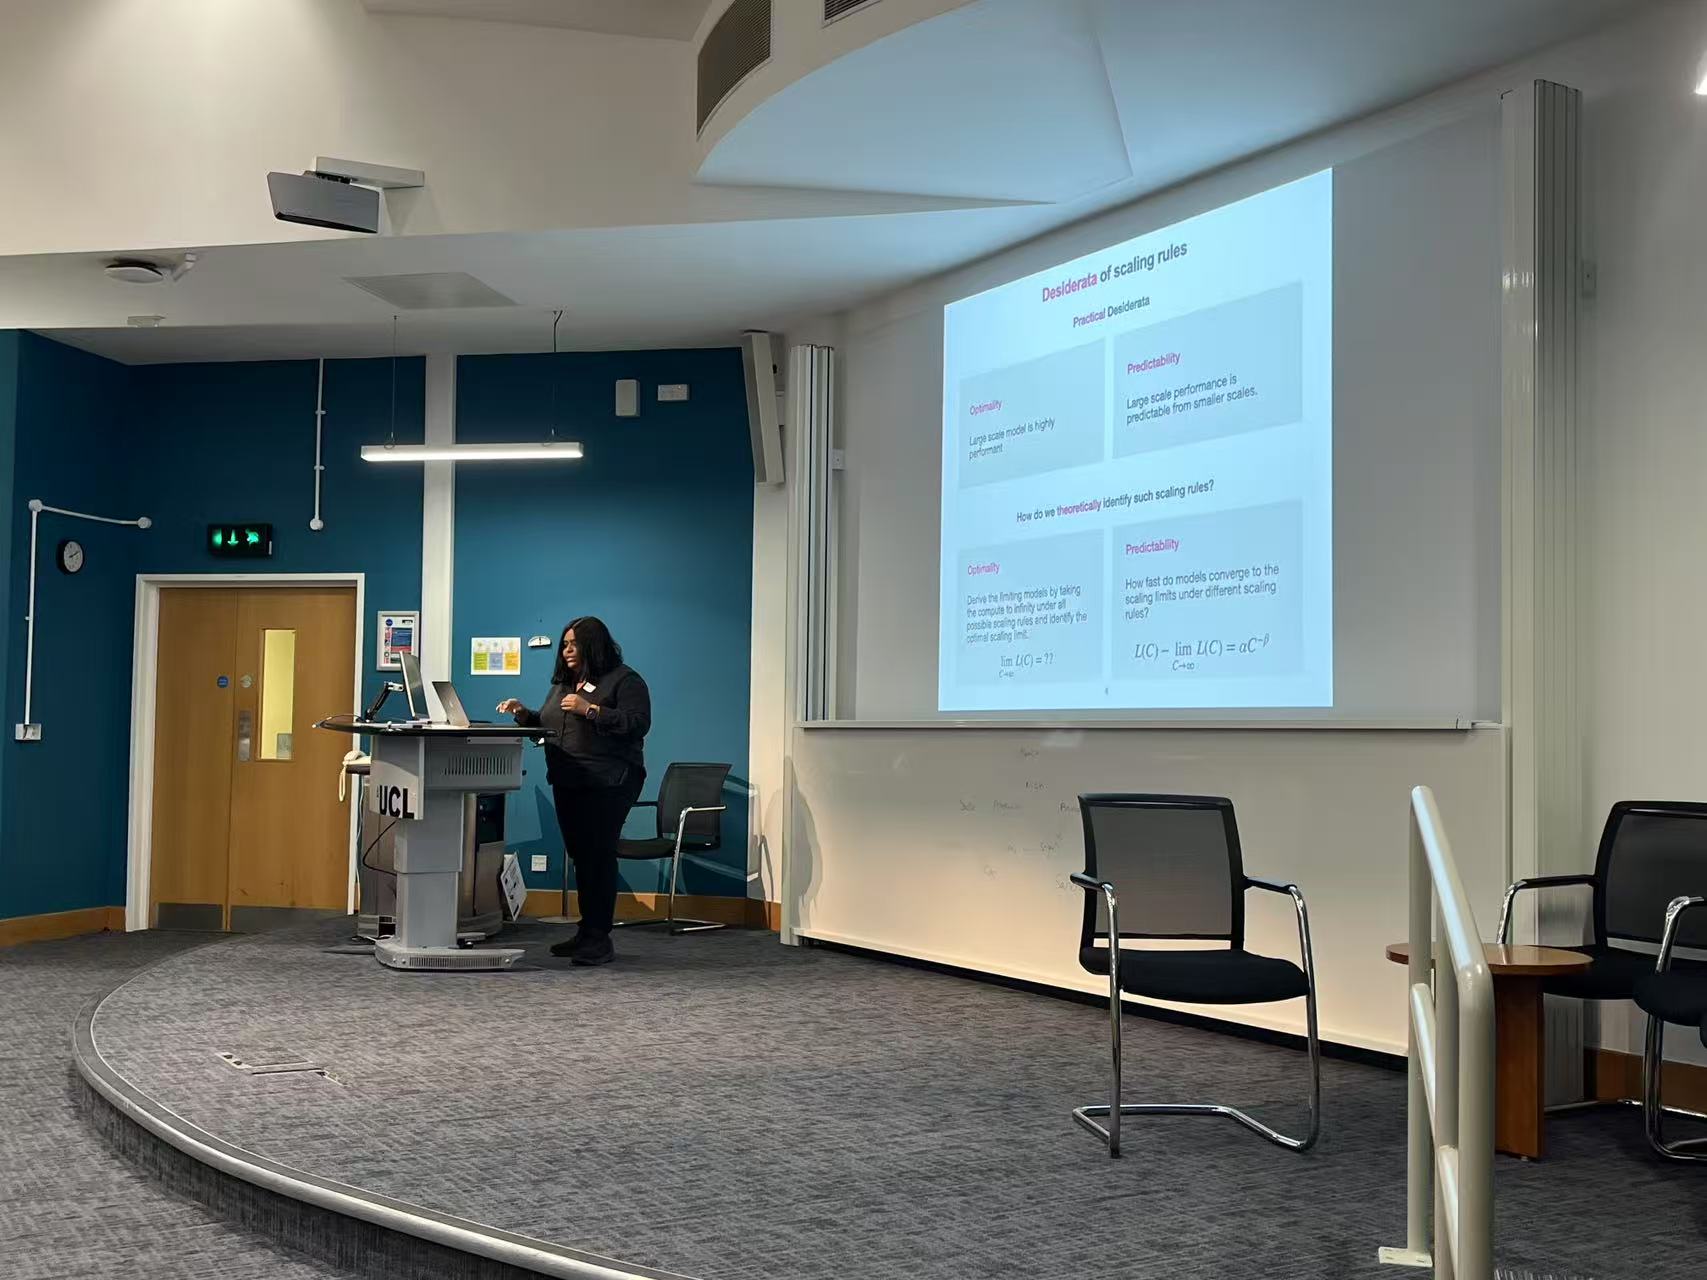 Desiderata of scaling rules
Practical Desiderata
Optimality
Large scale model is highly
performant
Predictability
Large scale performance is
predictable from smaller scales.
How do we theoretically identify such scaling rules?
Optimality
Derive the limiting models by taking
the compute to infinity under all
possible scaling rules and identify the
optimal scaling limit.
lim L(C) = ??
C→∞
Predictability
How fast do models converge to the
scaling limits under different scaling
rules?
L(C) − lim L(C) = αC^−β
C→∞
UCL